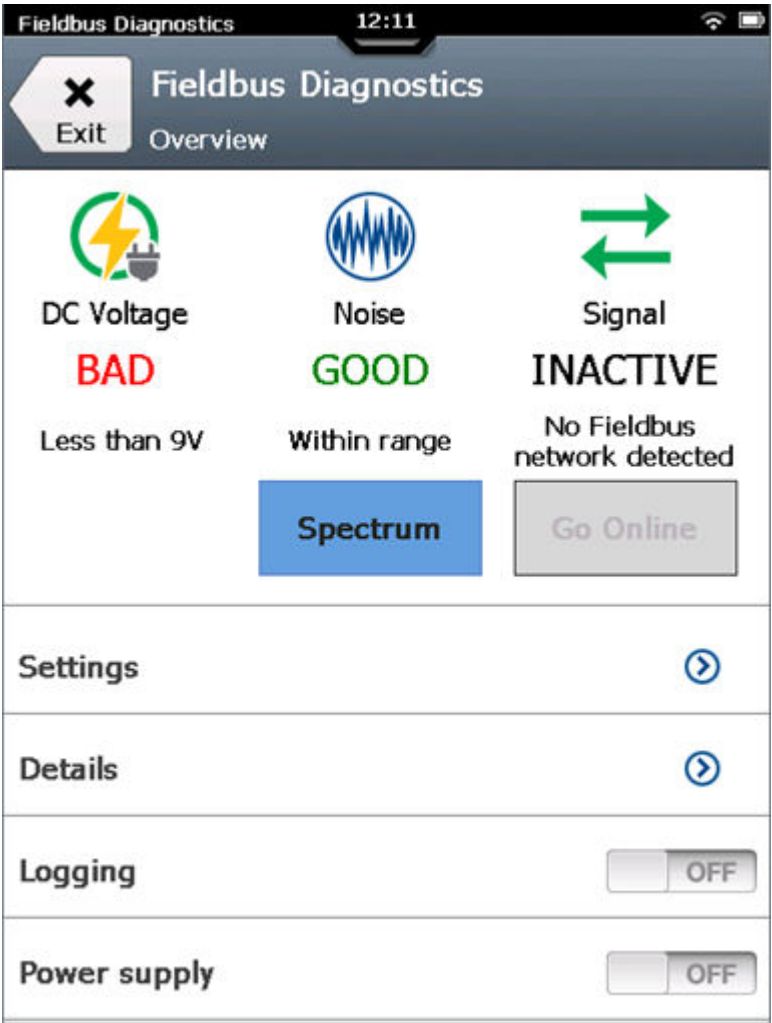 Fieldbus Diagnostics 12:11
Exit
Fieldbus Diagnostics
Overview
DC Voltage
BAD
Less than 9V
Noise
GOOD
Within range
Spectrum
Signal
INACTIVE
No Fieldbus
network detected
Go Online
Settings
Details
Logging OFF
Power supply OFF